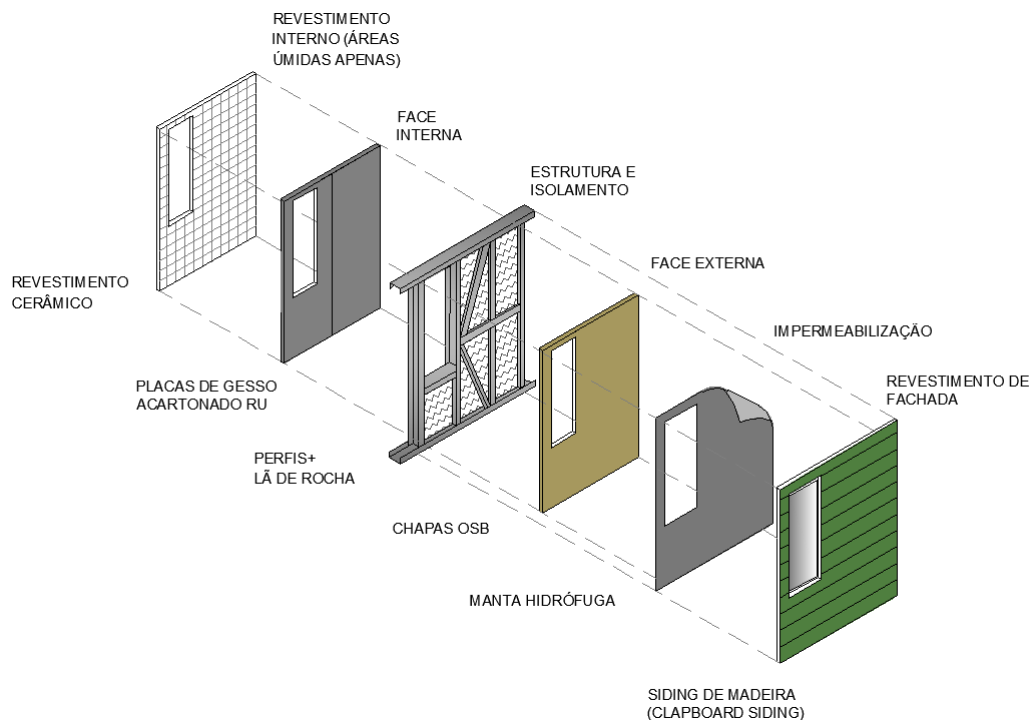 REVESTIMENTO
INTERNO (ÁREAS
ÚMIDAS APENAS)
FACE
INTERNA
ESTRUTURA E
ISOLAMENTO
FACE EXTERNA
IMPERMEABILIZAÇÃO
REVESTIMENTO DE
FACHADA
REVESTIMENTO
CERÂMICO
PLACAS DE GESSO
ACARTONADO RU
PERFIS+
LÃ DE ROCHA
CHAPAS OSB
MANTA HIDRÓFUGA
SIDING DE MADEIRA
(CLAPBOARD SIDING)